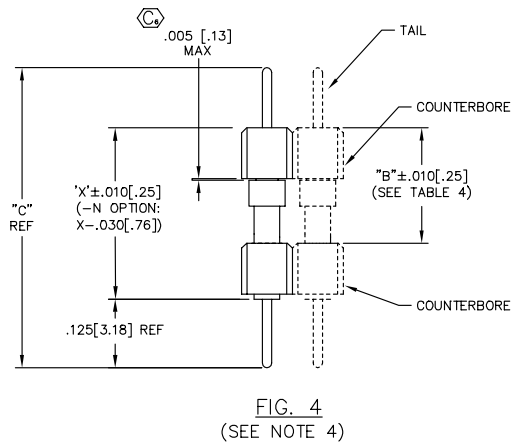 C6
.005 [.13]
MAX
TAIL
COUNTERBORE
'X'±.010[.25]
(-N OPTION:
X-.030[.76])
"B"±.010[.25]
(SEE TABLE 4)
"C"
REF
COUNTERBORE
.125[3.18] REF
FIG. 4
(SEE NOTE 4)